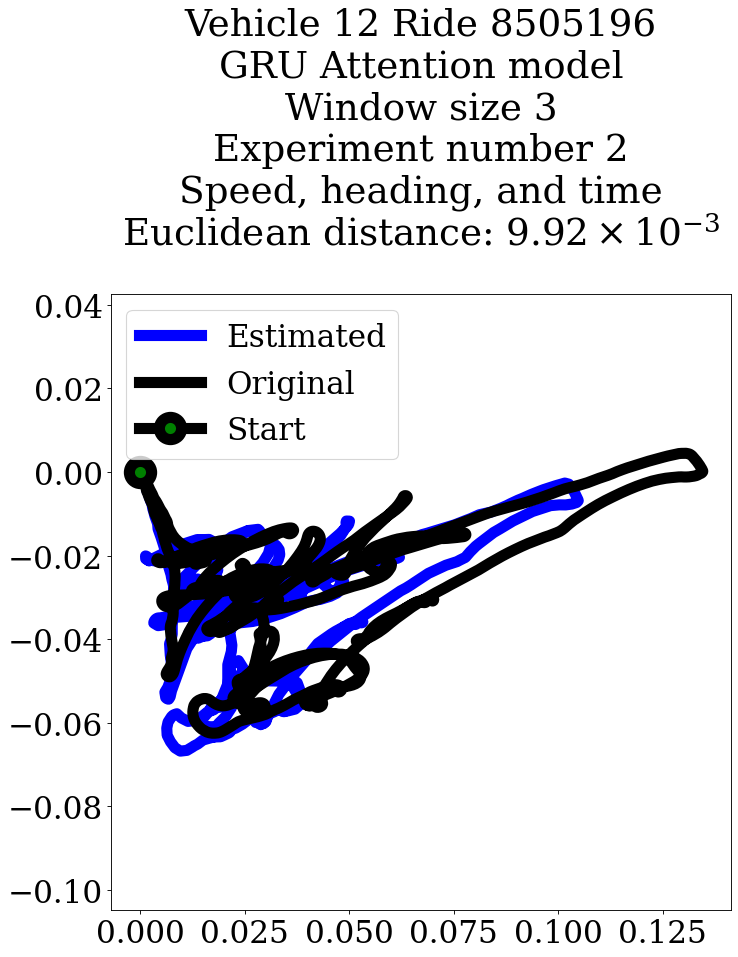 Vehicle 12 Ride 8505196
GRU Attention model
Window size 3
Experiment number 2
Speed, heading, and time
Euclidean distance: 9.92 × 10⁻³
0.04
0.02
0.00
−0.02
−0.04
−0.06
−0.08
−0.10
Estimated
Original
Start
0.000 0.025 0.050 0.075 0.100 0.125